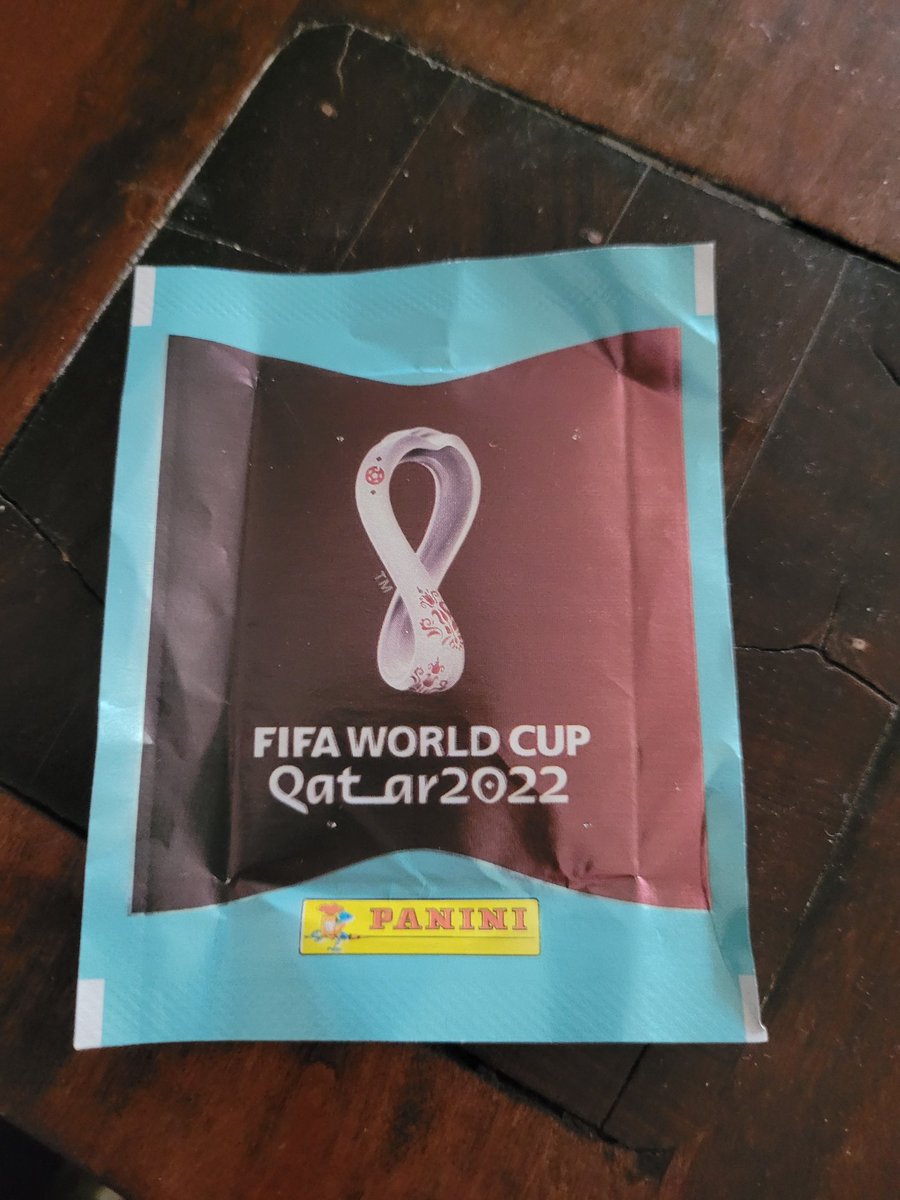 TM
FIFA WORLD CUP
Qatar2022
PANINI